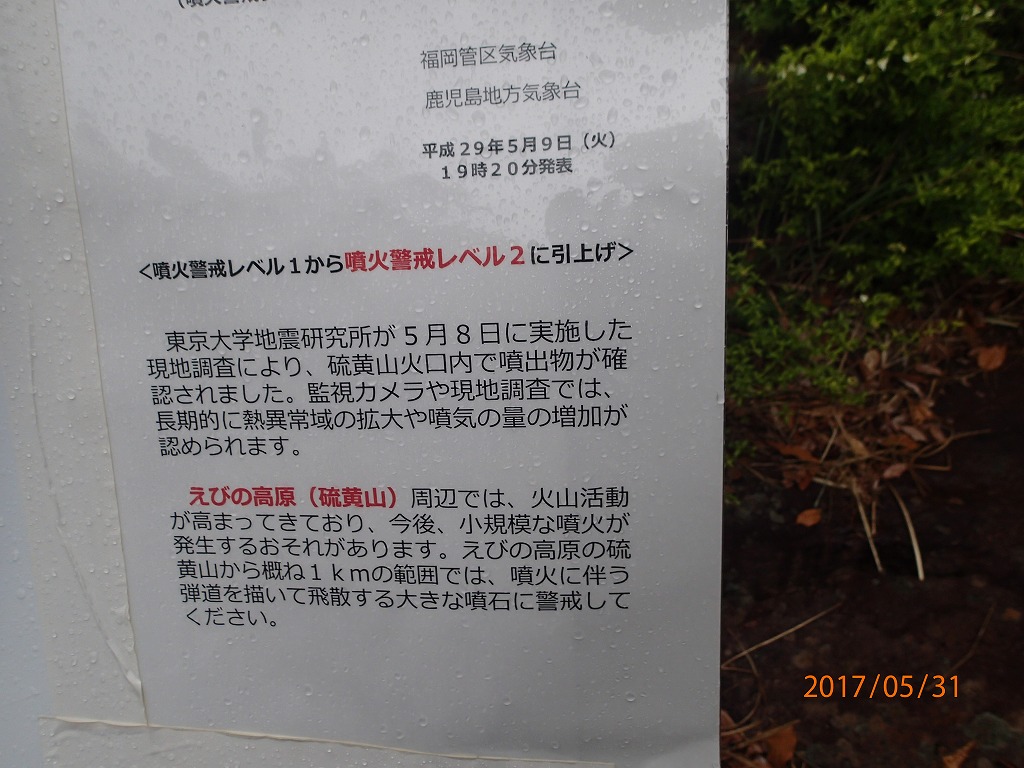 福岡管区気象台
鹿児島地方気象台
平成29年5月9日（火）
19時20分発表
＜噴火警戒レベル１から噴火警戒レベル２に引上げ＞
東京大学地震研究所が５月８日に実施した
現地調査により、硫黄山火口内で噴出物が確
認されました。監視カメラや現地調査では、
長期的に熱異常域の拡大や噴気の量の増加が
認められます。
えびの高原（硫黄山）周辺では、火山活動
が高まってきており、今後、小規模な噴火が
発生するおそれがあります。えびの高原の硫
黄山から概ね１ｋｍの範囲では、噴火に伴う
弾道を描いて飛散する大きな噴石に警戒して
ください。
2017/05/31